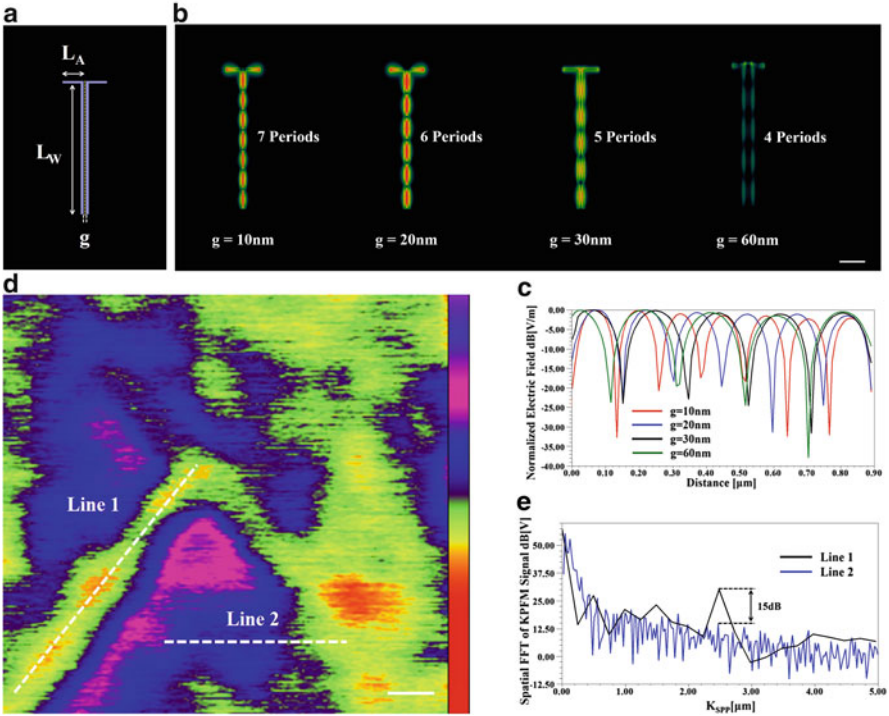 a
L_A
L_W
g
b
7 Periods
6 Periods
5 Periods
4 Periods
g = 10nm
g = 20nm
g = 30nm
g = 60nm
d
Line 1
Line 2
c
Normalized Electric Field dB[V/m]
0.00
-5.00
-10.00
-15.00
-20.00
-25.00
-30.00
-35.00
-40.00
g=10nm
g=20nm
g=30nm
g=60nm
0.00 0.10 0.20 0.30 0.40 0.50 0.60 0.70 0.80 0.90
Distance [µm]
e
Spatial FFT of KPFM Signal dB[V]
50.00
37.50
25.00
12.50
0.00
-12.50
Line 1
Line 2
15dB
0.00 1.00 2.00 3.00 4.00 5.00
K_SPP[µm]